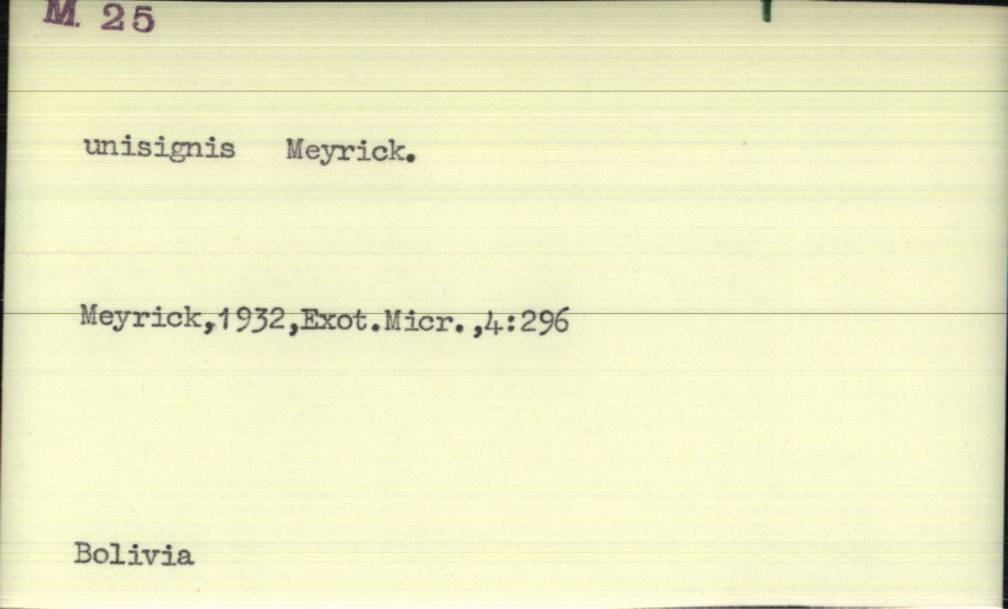 M. 25
unisignis Meyrick.
Meyrick,1932,Exot.Micr.,4:296
Bolivia